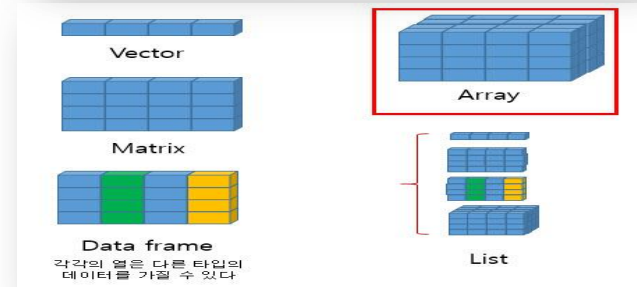 Vector
Array
Matrix
Data frame
각각의 열은 다른 타입의
데이터를 가질 수 있다
List